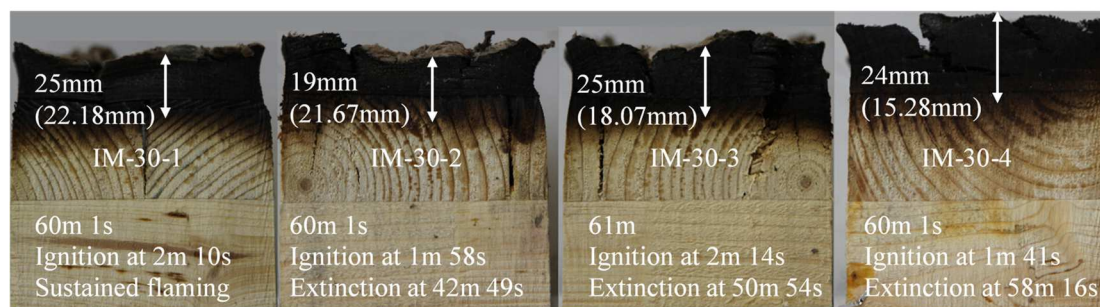 25mm
(22.18mm)
IM-30-1
60m 1s
Ignition at 2m 10s
Sustained flaming
19mm
(21.67mm)
IM-30-2
60m 1s
Ignition at 1m 58s
Extinction at 42m 49s
25mm
(18.07mm)
IM-30-3
61m
Ignition at 2m 14s
Extinction at 50m 54s
24mm
(15.28mm)
IM-30-4
60m 1s
Ignition at 1m 41s
Extinction at 58m 16s